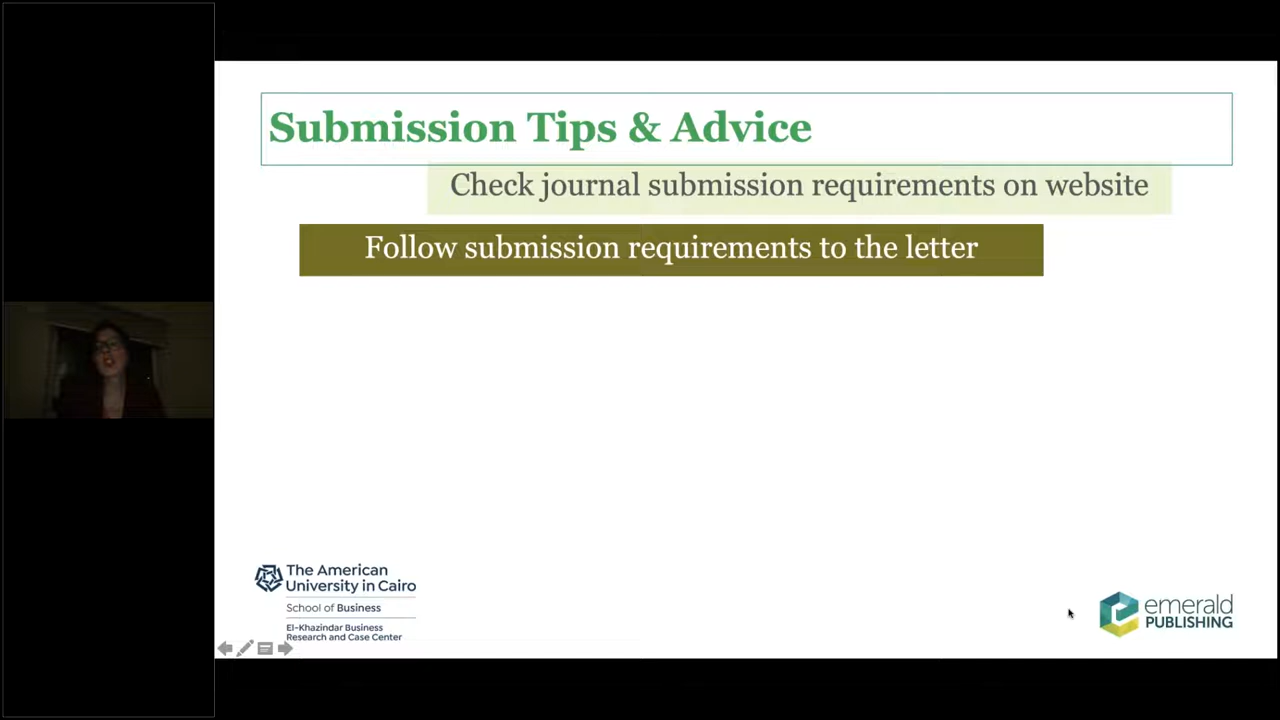 Submission Tips & Advice
Check journal submission requirements on website
Follow submission requirements to the letter
The American
University in Cairo
School of Business
El-Khazindar Business
Research and Case Center
emerald
PUBLISHING